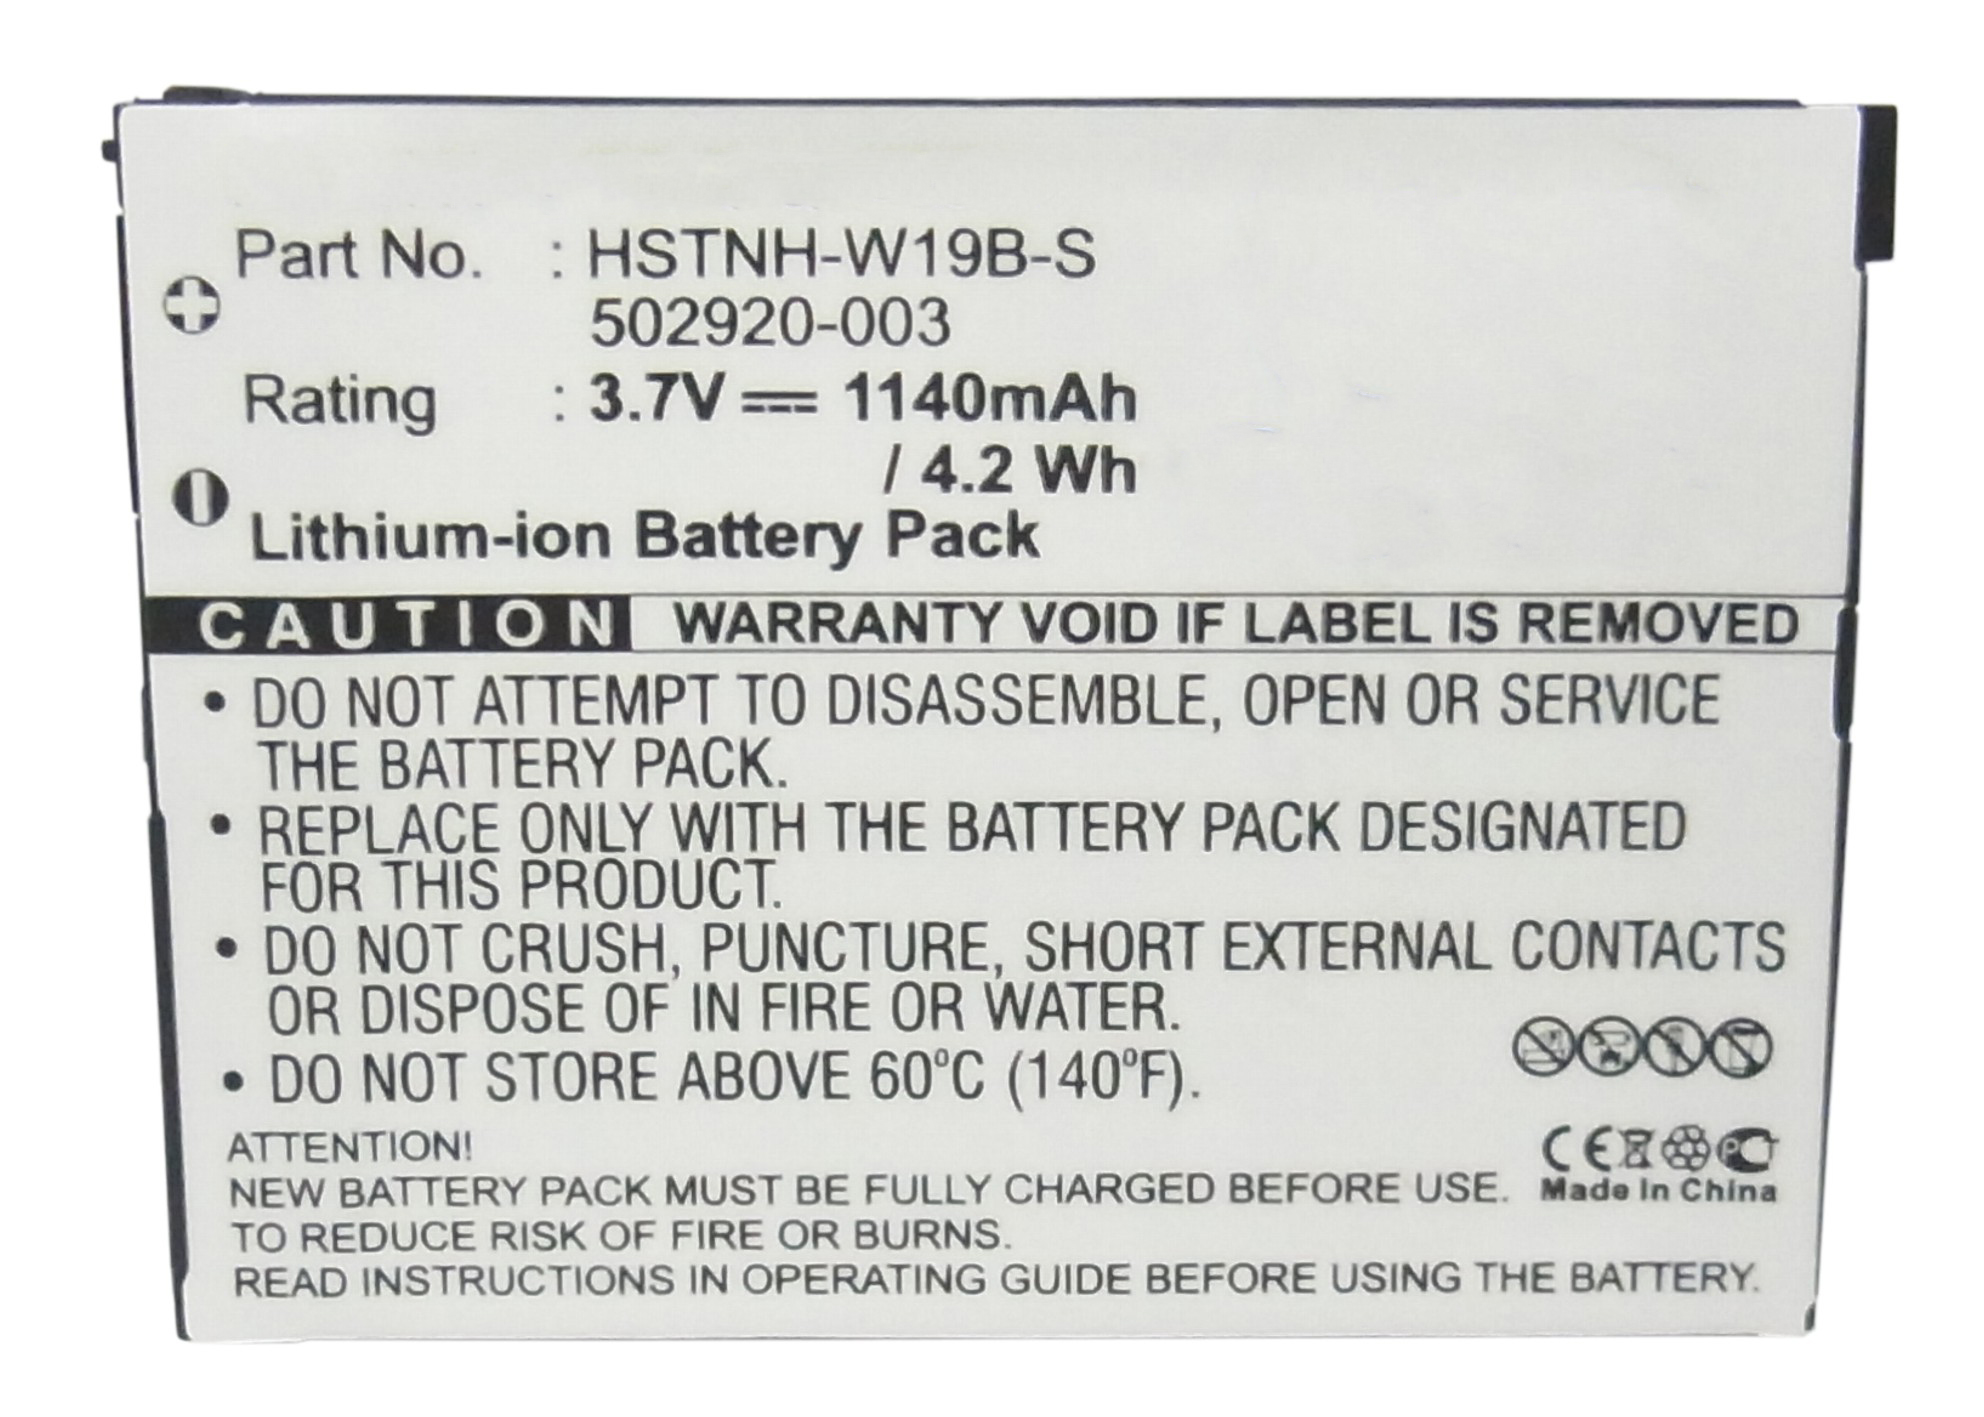 Part No. : HSTNH-W19B-S
502920-003
Rating : 3.7V ⎓ 1140mAh
/ 4.2 Wh
Lithium-ion Battery Pack
CAUTION WARRANTY VOID IF LABEL IS REMOVED
• DO NOT ATTEMPT TO DISASSEMBLE, OPEN OR SERVICE
THE BATTERY PACK.
• REPLACE ONLY WITH THE BATTERY PACK DESIGNATED
FOR THIS PRODUCT.
• DO NOT CRUSH, PUNCTURE, SHORT EXTERNAL CONTACTS
OR DISPOSE OF IN FIRE OR WATER.
• DO NOT STORE ABOVE 60°C (140°F).
ATTENTION!
NEW BATTERY PACK MUST BE FULLY CHARGED BEFORE USE.
TO REDUCE RISK OF FIRE OR BURNS.
READ INSTRUCTIONS IN OPERATING GUIDE BEFORE USING THE BATTERY.
CE
Made In China